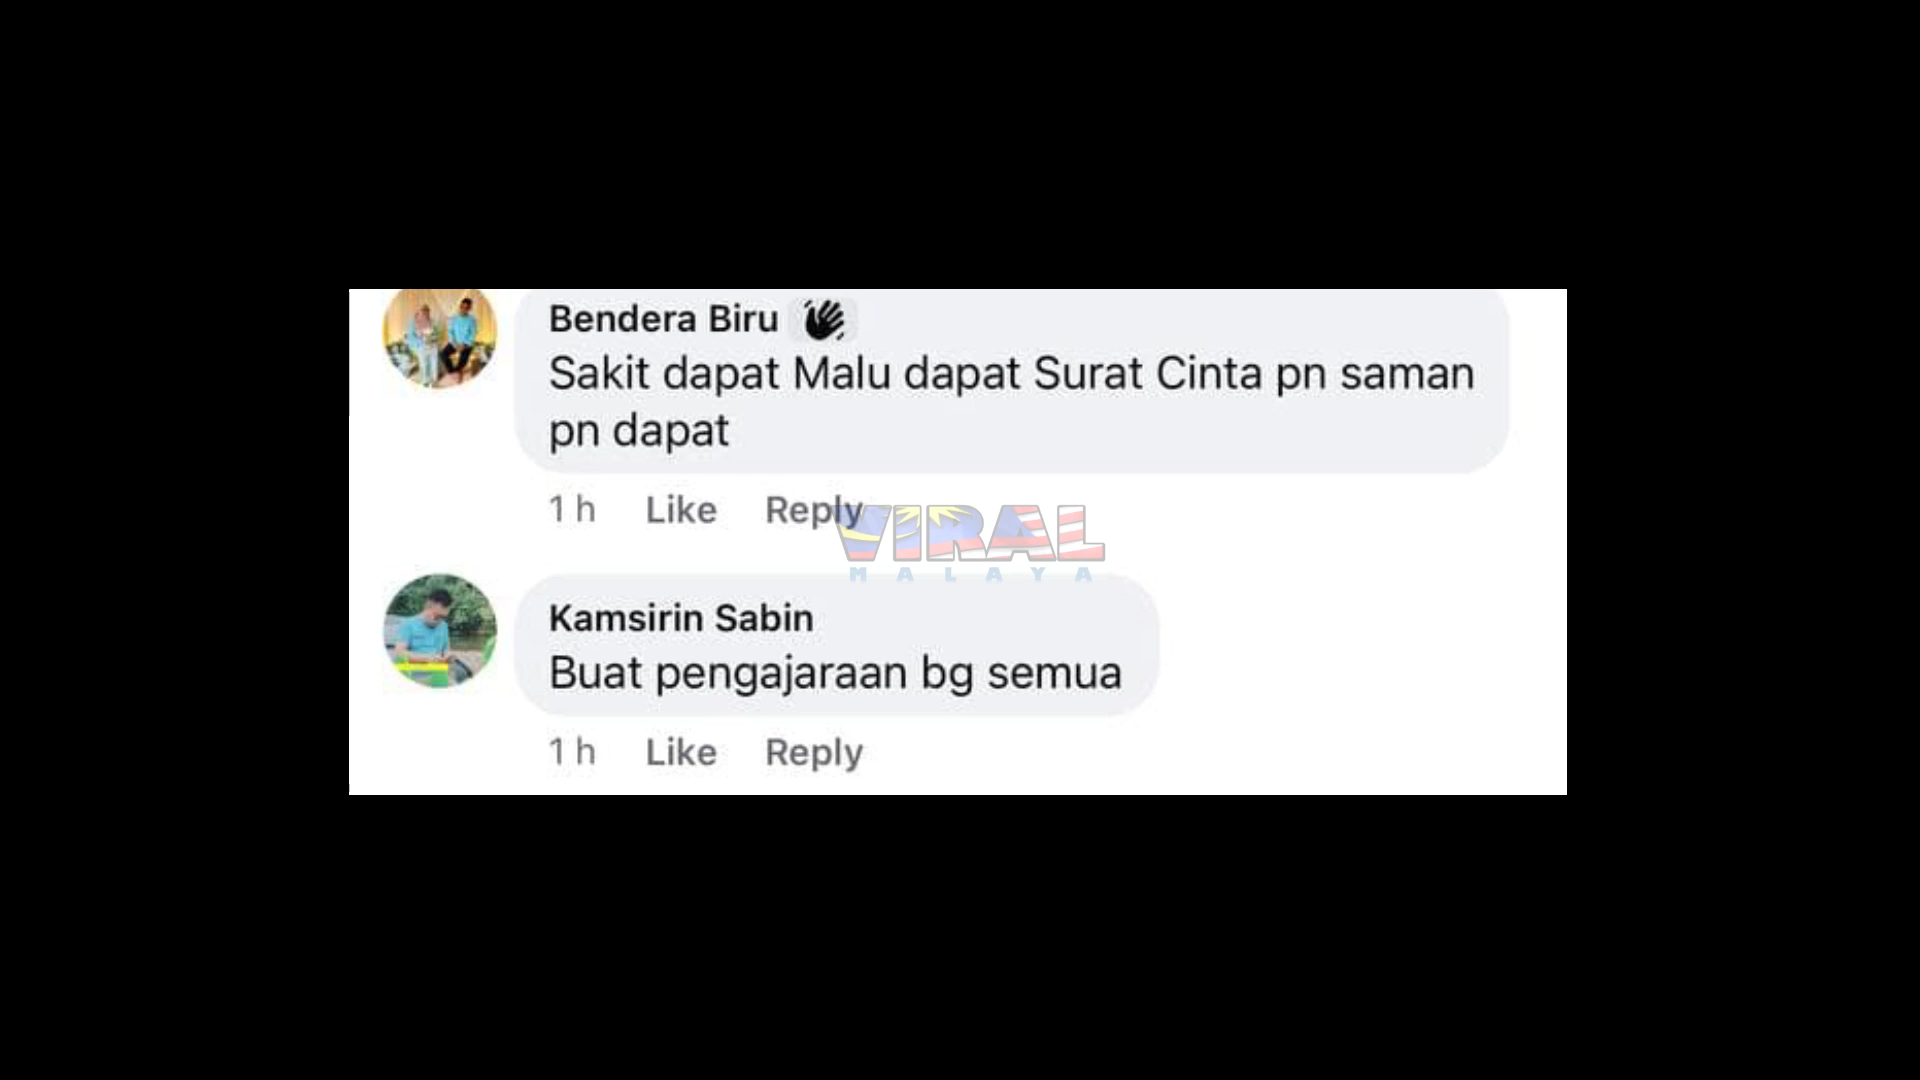 Bendera Biru 👋
Sakit dapat Malu dapat Surat Cinta pn saman
pn dapat
1 h Like Reply
VIRAL
MALAYA
Kamsirin Sabin
Buat pengajaraan bg semua
1 h Like Reply